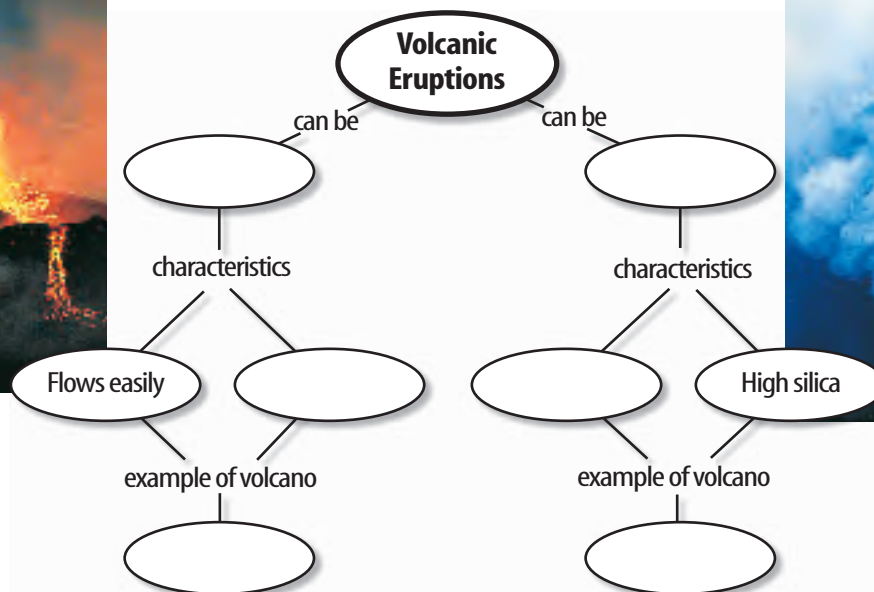 Volcanic
Eruptions
can be
can be
characteristics
characteristics
Flows easily
High silica
example of volcano
example of volcano